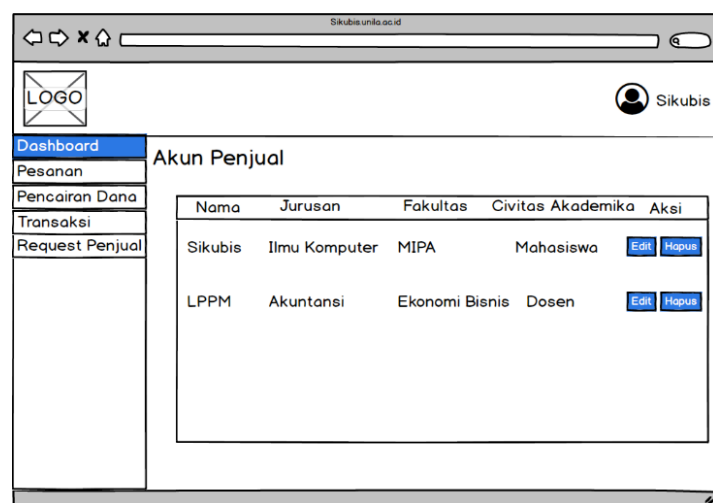 Sikubis.unila.ac.id
LOGO
Sikubis
Dashboard
Pesanan
Pencairan Dana
Transaksi
Request Penjual
Akun Penjual
Nama Jurusan Fakultas Civitas Akademika Aksi
Sikubis Ilmu Komputer MIPA Mahasiswa Edit Hapus
LPPM Akuntansi Ekonomi Bisnis Dosen Edit Hapus